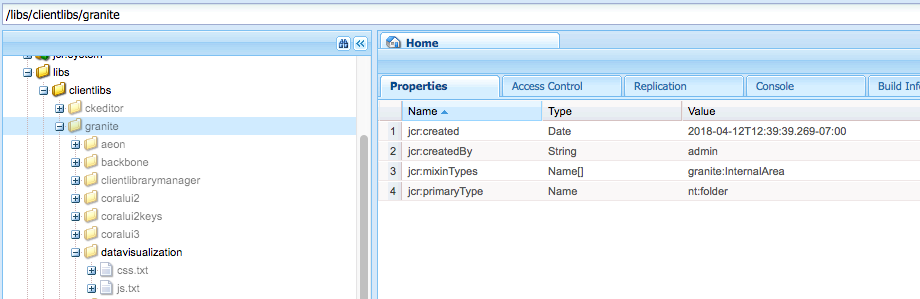 /libs/clientlibs/granite
jcr:system
libs
clientlibs
ckeditor
granite
aeon
backbone
clientlibrarymanager
coralui2
coralui2keys
coralui3
datavisualization
css.txt
js.txt
Home
Properties Access Control Replication Console Build Inf
Name Type Value
1 jcr:created Date 2018-04-12T12:39:39.269-07:00
2 jcr:createdBy String admin
3 jcr:mixinTypes Name[] granite:InternalArea
4 jcr:primaryType Name nt:folder